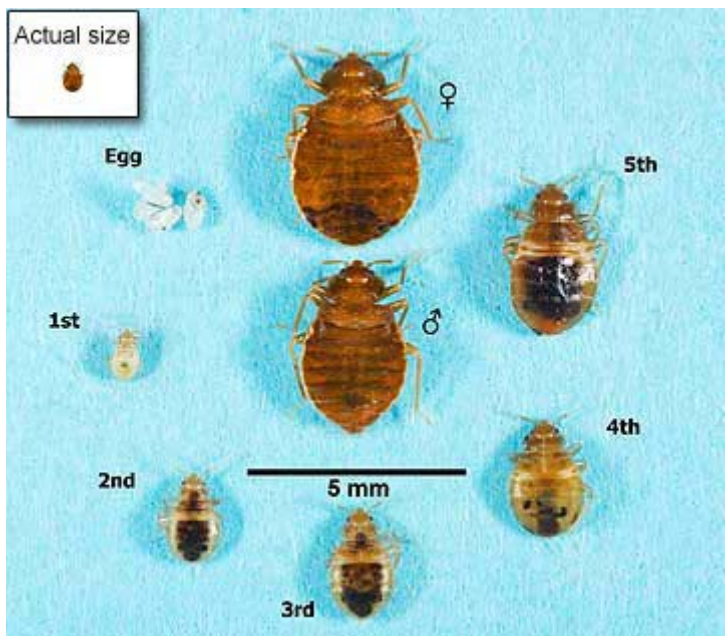 Actual size
♀
Egg
5th
1st
♂
4th
2nd
5 mm
3rd